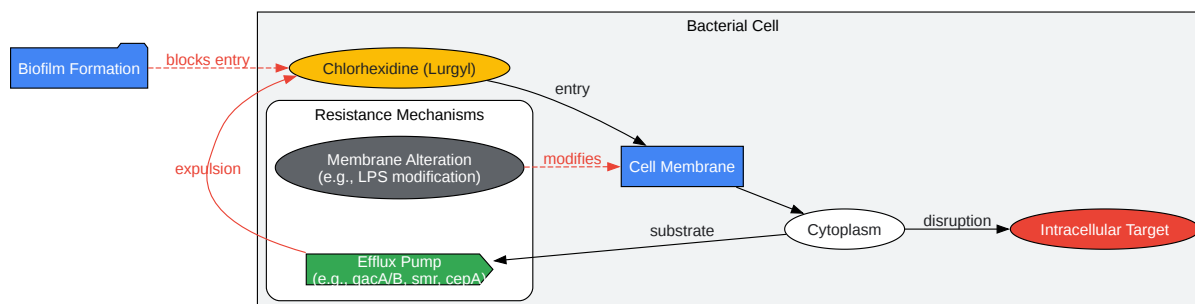 Bacterial Cell
Biofilm Formation
blocks entry
Chlorhexidine (Lurgyl)
entry
Resistance Mechanisms
Membrane Alteration
(e.g., LPS modification)
modifies
Cell Membrane
expulsion
substrate
Cytoplasm
disruption
Intracellular Target
Efflux Pump
(e.g., qacA/B, smr, cepA)